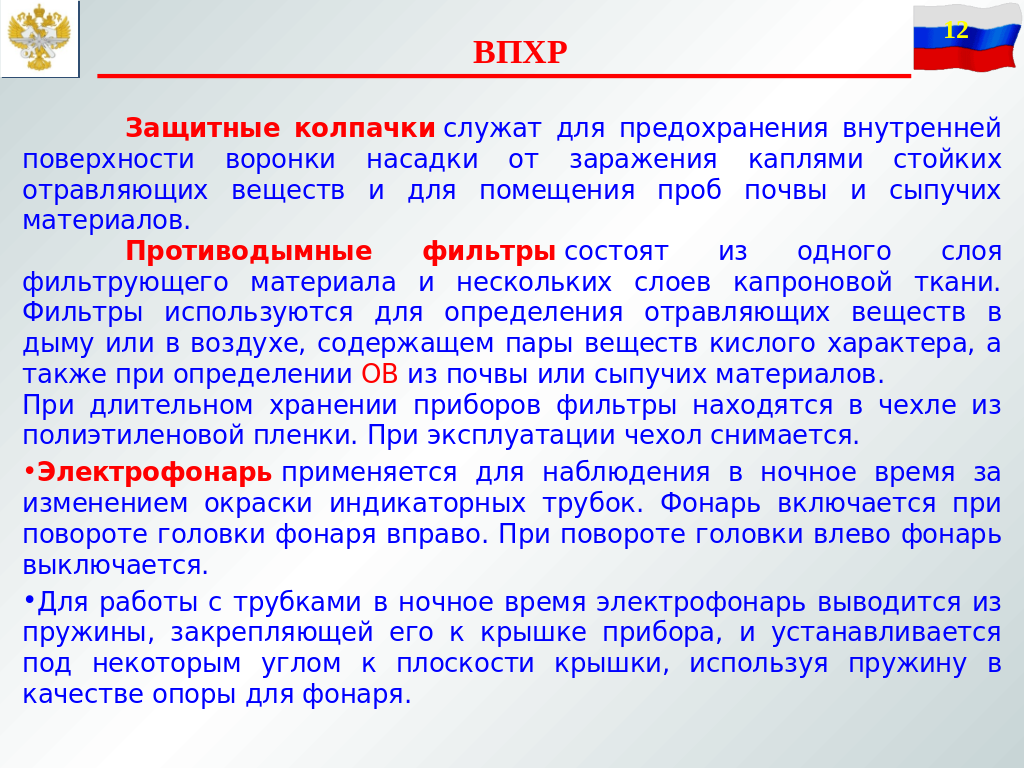 12
ВПХР
Защитные колпачки служат для предохранения внутренней
поверхности воронки насадки от заражения каплями стойких
отравляющих веществ и для помещения проб почвы и сыпучих
материалов.
Противодымные фильтры состоят из одного слоя
фильтрующего материала и нескольких слоев капроновой ткани.
Фильтры используются для определения отравляющих веществ в
дыму или в воздухе, содержащем пары веществ кислого характера, а
также при определении ОВ из почвы или сыпучих материалов.
При длительном хранении приборов фильтры находятся в чехле из
полиэтиленовой пленки. При эксплуатации чехол снимается.
•Электрофонарь применяется для наблюдения в ночное время за
изменением окраски индикаторных трубок. Фонарь включается при
повороте головки фонаря вправо. При повороте головки влево фонарь
выключается.
•Для работы с трубками в ночное время электрофонарь выводится из
пружины, закрепляющей его к крышке прибора, и устанавливается
под некоторым углом к плоскости крышки, используя пружину в
качестве опоры для фонаря.